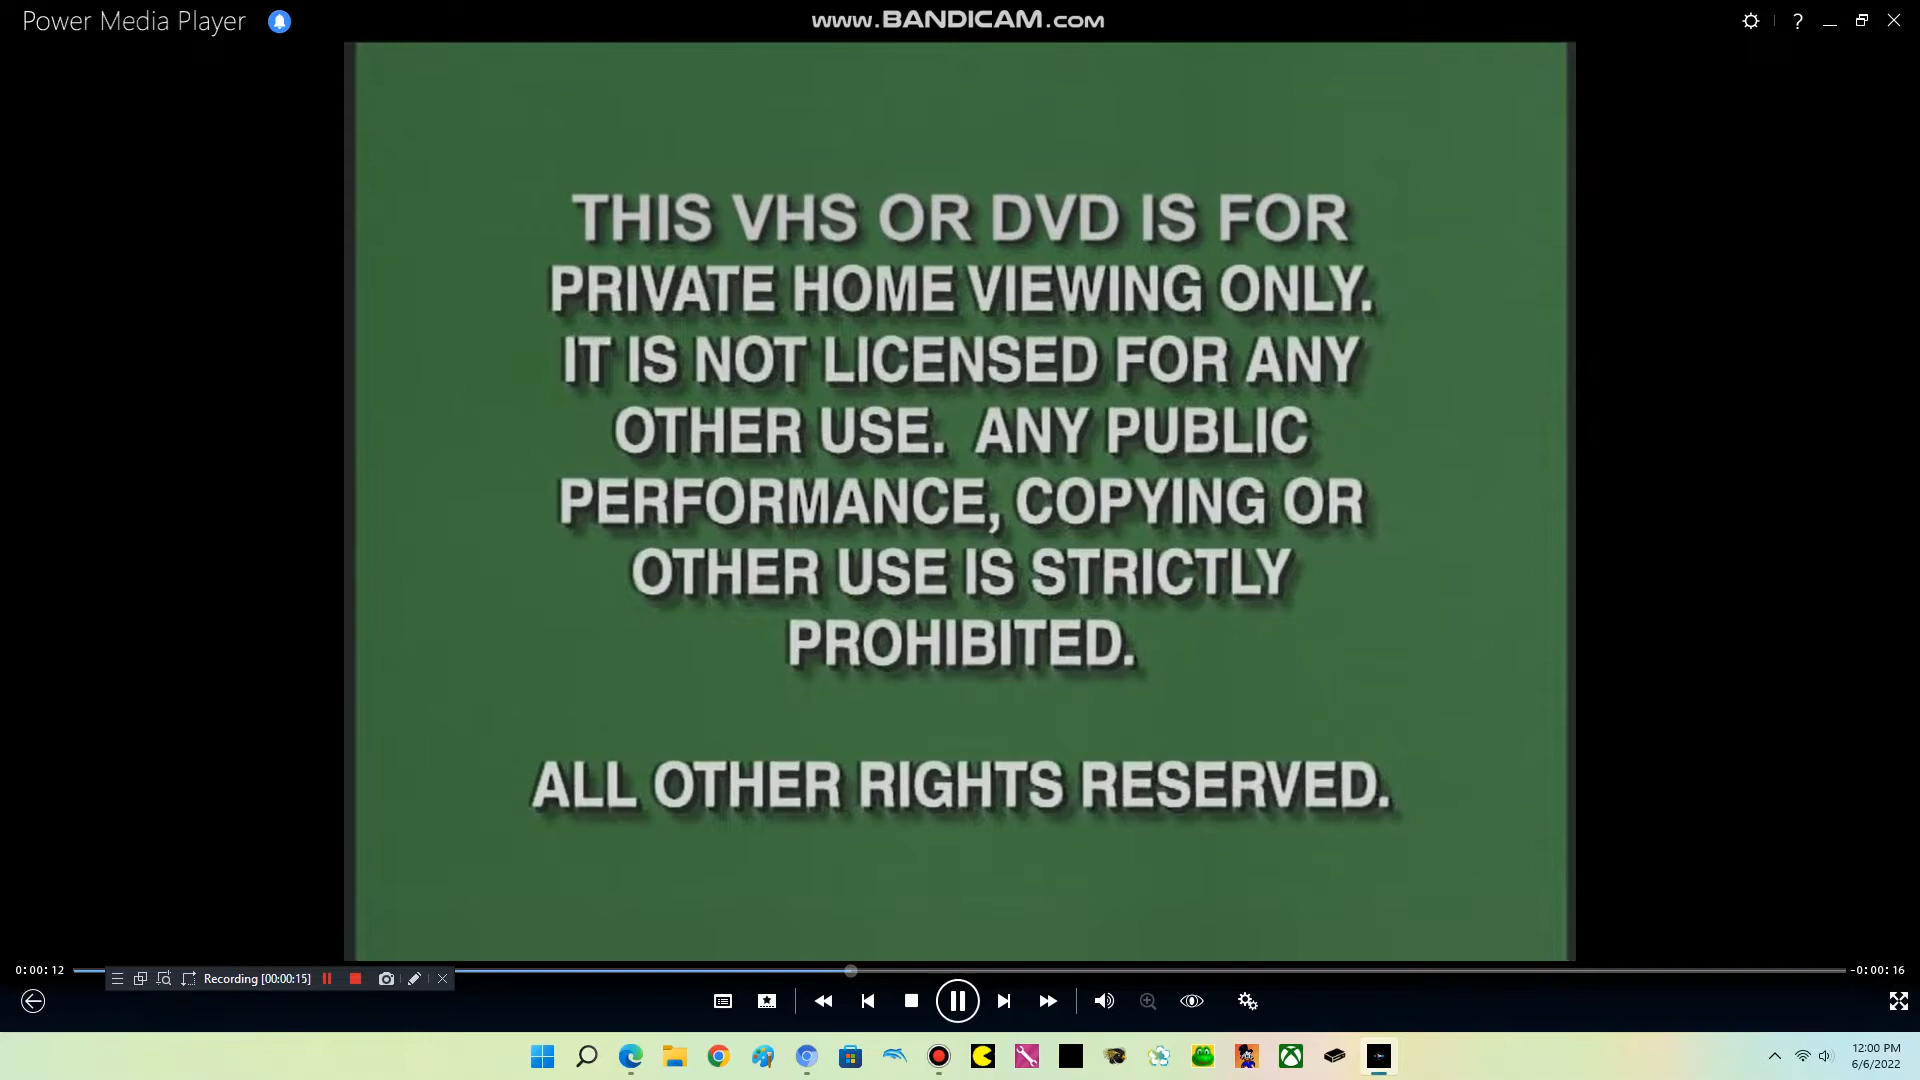 Power Media Player
www.BANDICAM.COM
?
THIS VHS OR DVD IS FOR
PRIVATE HOME VIEWING ONLY.
IT IS NOT LICENSED FOR ANY
OTHER USE.  ANY PUBLIC
PERFORMANCE, COPYING OR
OTHER USE IS STRICTLY
PROHIBITED.
ALL OTHER RIGHTS RESERVED.
0:00:12
Recording [00:00:15]
-0:00:16
12:00 PM
6/6/2022